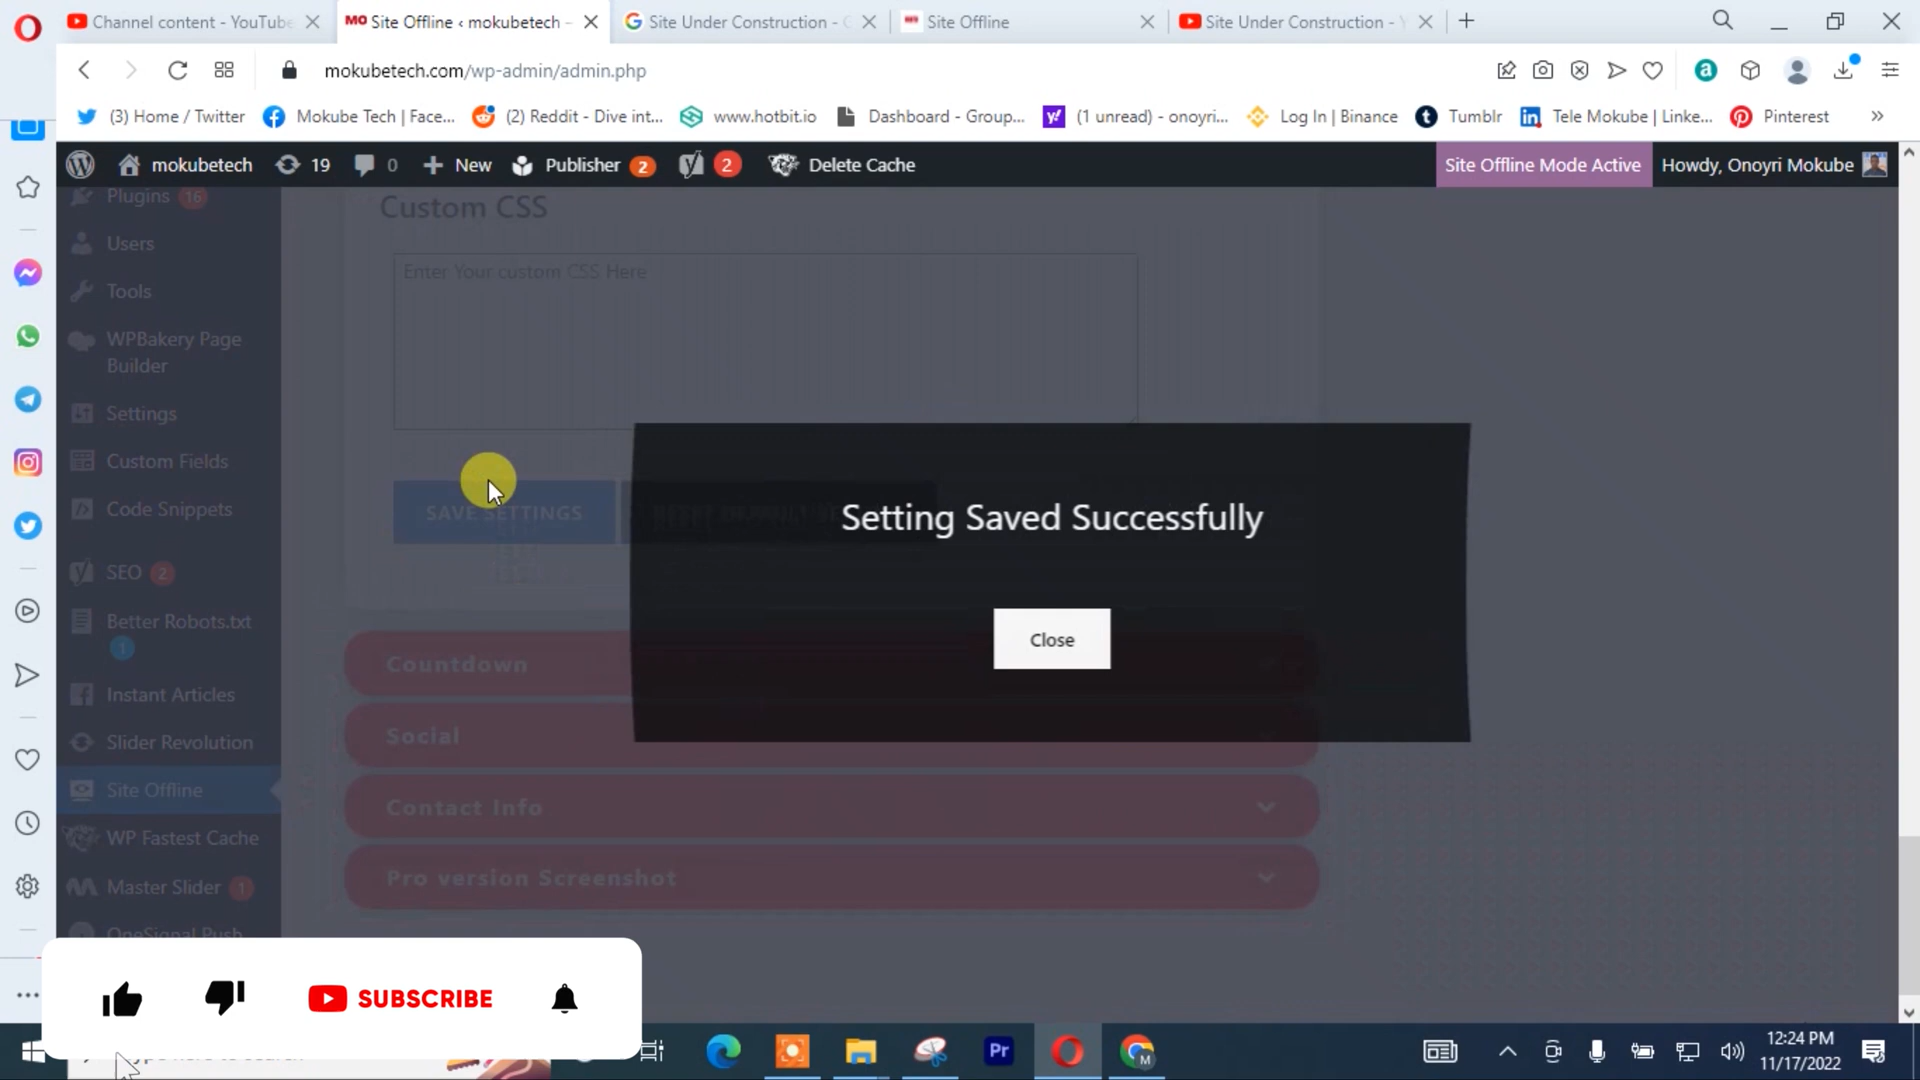 Channel content - YouTube
MO Site Offline ‹ mokubetech –
Site Under Construction - G
Site Offline
Site Under Construction - Y
mokubetech.com/wp-admin/admin.php
(3) Home / Twitter
Mokube Tech | Face...
(2) Reddit - Dive int...
www.hotbit.io
Dashboard - Group...
(1 unread) - onoyri...
Log In | Binance
Tumblr
Tele Mokube | Linke...
Pinterest
mokubetech
19
0
New
Publisher 2
2
Delete Cache
Site Offline Mode Active
Howdy, Onoyri Mokube
Plugins 16
Users
Tools
WPBakery Page
Builder
Settings
Custom Fields
Code Snippets
SEO 2
Better Robots.txt
1
Instant Articles
Slider Revolution
Site Offline
WP Fastest Cache
Master Slider 1
OneSignal Push
Custom CSS
Enter Your custom CSS Here
SAVE SETTINGS
Setting Saved Successfully
Close
Countdown
Social
Contact Info
Pro version Screenshot
SUBSCRIBE
Pr
M
12:24 PM
11/17/2022